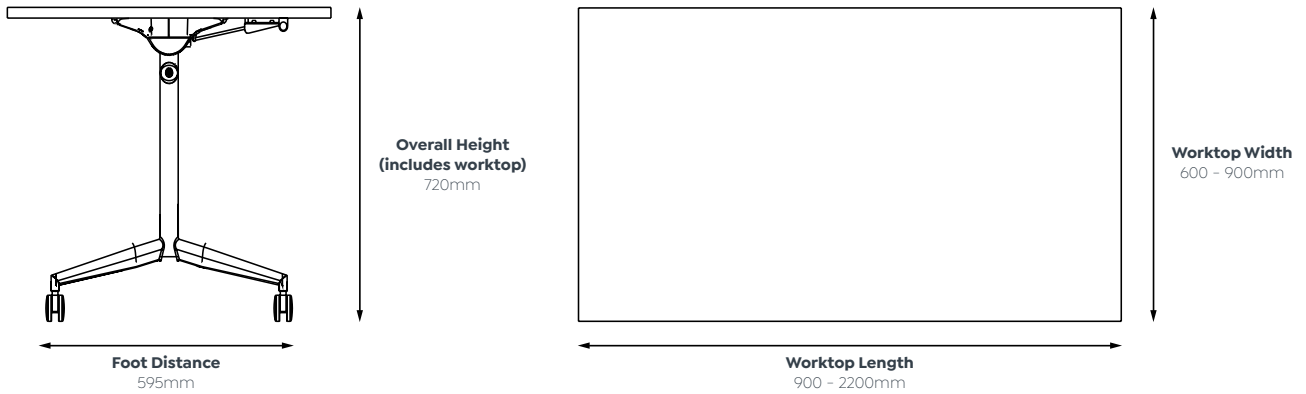 Overall Height
(includes worktop)
720mm
Worktop Width
600 - 900mm
Foot Distance
595mm
Worktop Length
900 - 2200mm